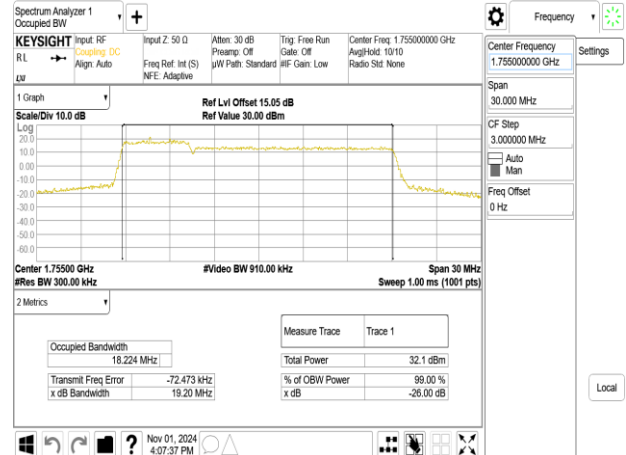 Spectrum Analyzer 1
Occupied BW
Frequency
KEYSIGHT
Input: RF
Coupling: DC
Align: Auto
RL
LXI
Input Z: 50 Ω
Freq Ref: Int (S)
NFE: Adaptive
Atten: 30 dB
Preamp: Off
µW Path: Standard
Trig: Free Run
Gate: Off
#IF Gain: Low
Center Freq: 1.755000000 GHz
Avg|Hold: 10/10
Radio Std: None
Center Frequency
1.755000000 GHz
Settings
Span
30.000 MHz
CF Step
3.000000 MHz
Auto
Man
Freq Offset
0 Hz
Local
1 Graph
Scale/Div 10.0 dB
Ref Lvl Offset 15.05 dB
Ref Value 30.00 dBm
Log
20.0
10.0
0.00
-10.0
-20.0
-30.0
-40.0
-50.0
-60.0
Center 1.75500 GHz
#Video BW 910.00 kHz
Span 30 MHz
#Res BW 300.00 kHz
Sweep 1.00 ms (1001 pts)
2 Metrics
Measure Trace Trace 1
Occupied Bandwidth
18.224 MHz
Total Power 32.1 dBm
Transmit Freq Error -72.473 kHz
% of OBW Power 99.00 %
x dB Bandwidth 19.20 MHz
x dB -26.00 dB
?
Nov 01, 2024
4:07:37 PM